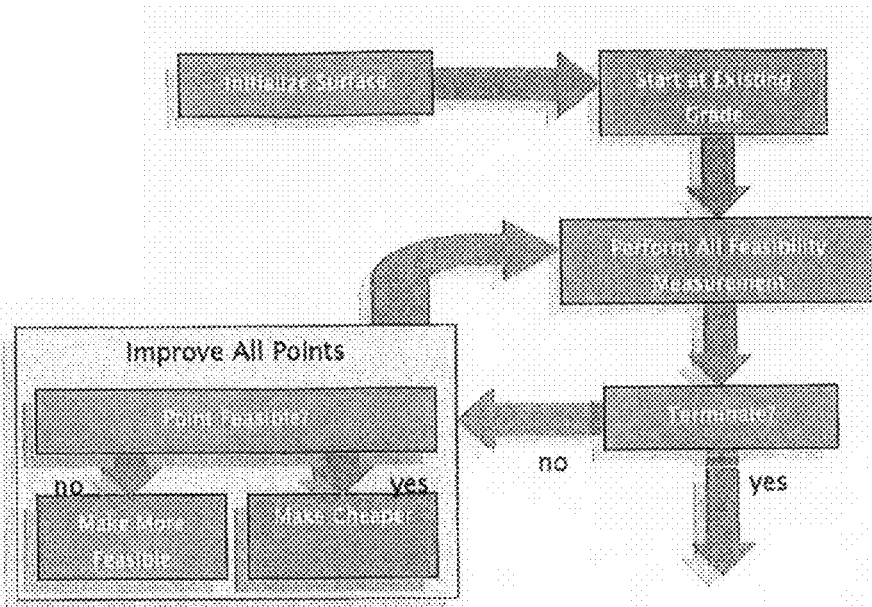 Initialize Surface
Start at Existing
Grade
Perform All Feasibility
Measurement
Improve All Points
Point Feasible?
Terminate?
no
yes
no
yes
Make More
Feasible
Mass Cheaper